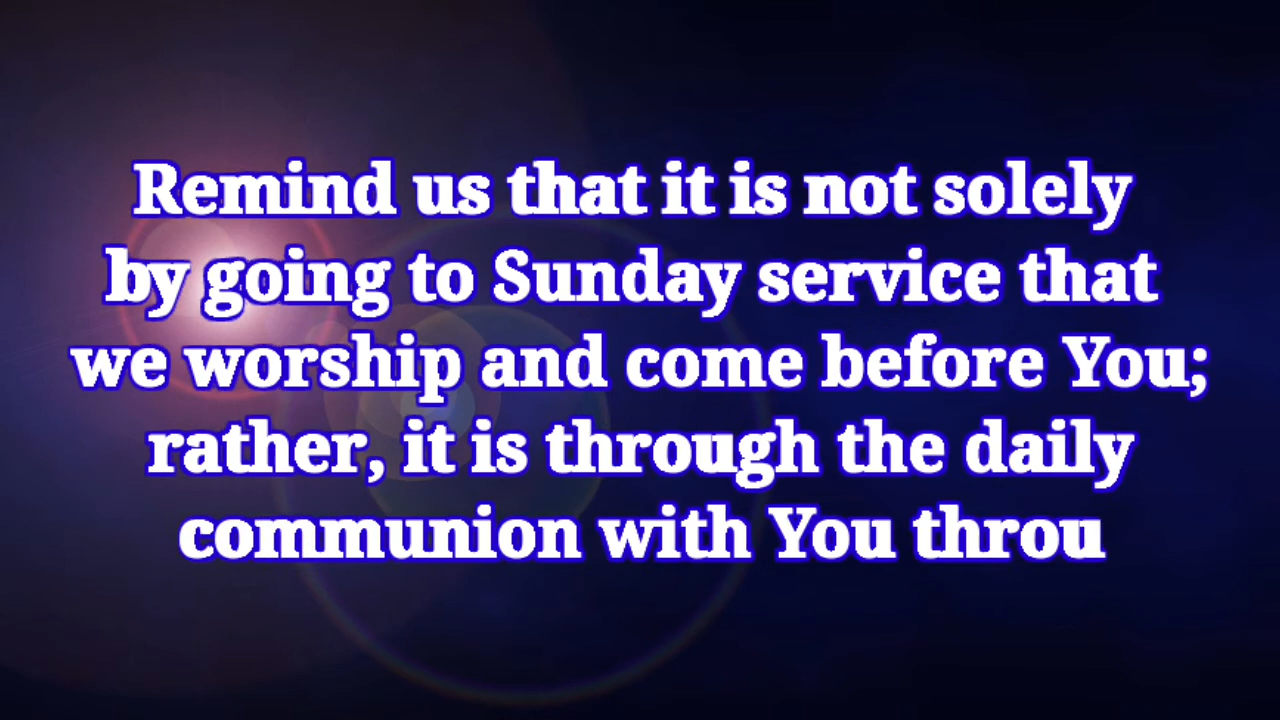 Remind us that it is not solely
by going to Sunday service that
we worship and come before You;
rather, it is through the daily
communion with You throu